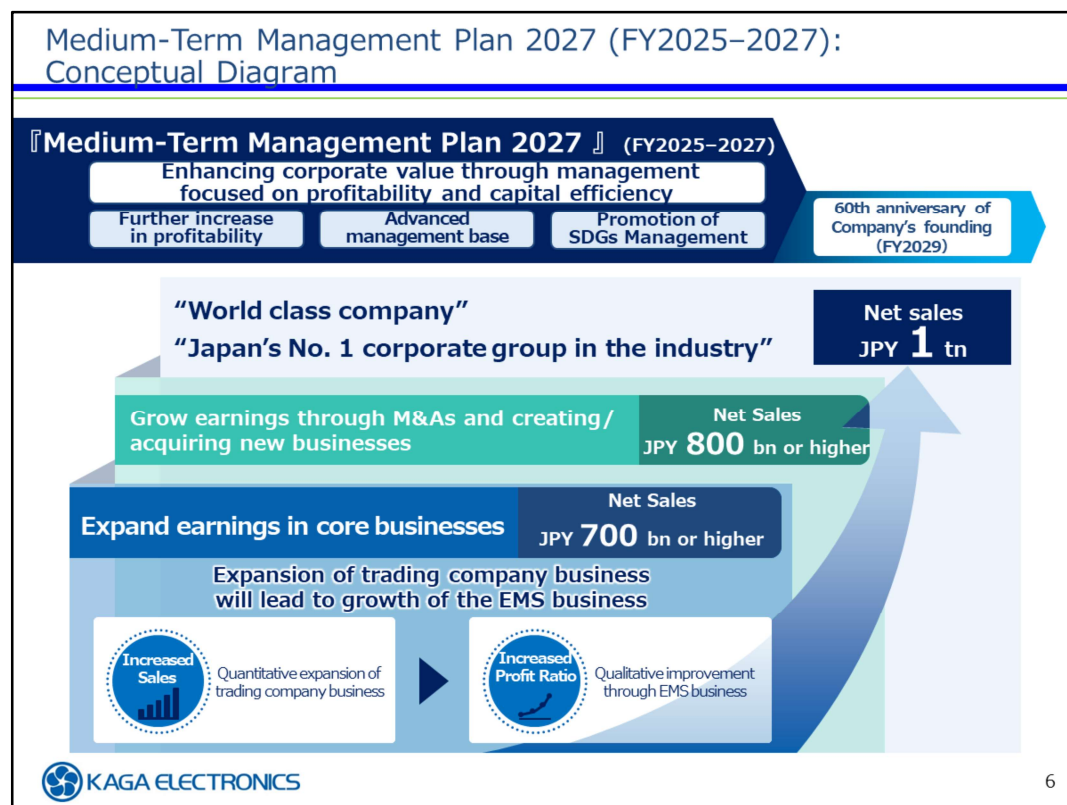 Medium-Term Management Plan 2027 (FY2025–2027):
Conceptual Diagram
『Medium-Term Management Plan 2027 』 (FY2025–2027)
Enhancing corporate value through management
focused on profitability and capital efficiency
Further increase
in profitability
Advanced
management base
Promotion of
SDGs Management
60th anniversary of
Company’s founding
(FY2029)
“World class company”
“Japan’s No. 1 corporate group in the industry”
Net sales
JPY 1 tn
Grow earnings through M&As and creating/
acquiring new businesses
Net Sales
JPY 800 bn or higher
Expand earnings in core businesses
Net Sales
JPY 700 bn or higher
Expansion of trading company business
will lead to growth of the EMS business
Increased
Sales
Quantitative expansion of
trading company business
Increased
Profit Ratio
Qualitative improvement
through EMS business
KAGA ELECTRONICS
6